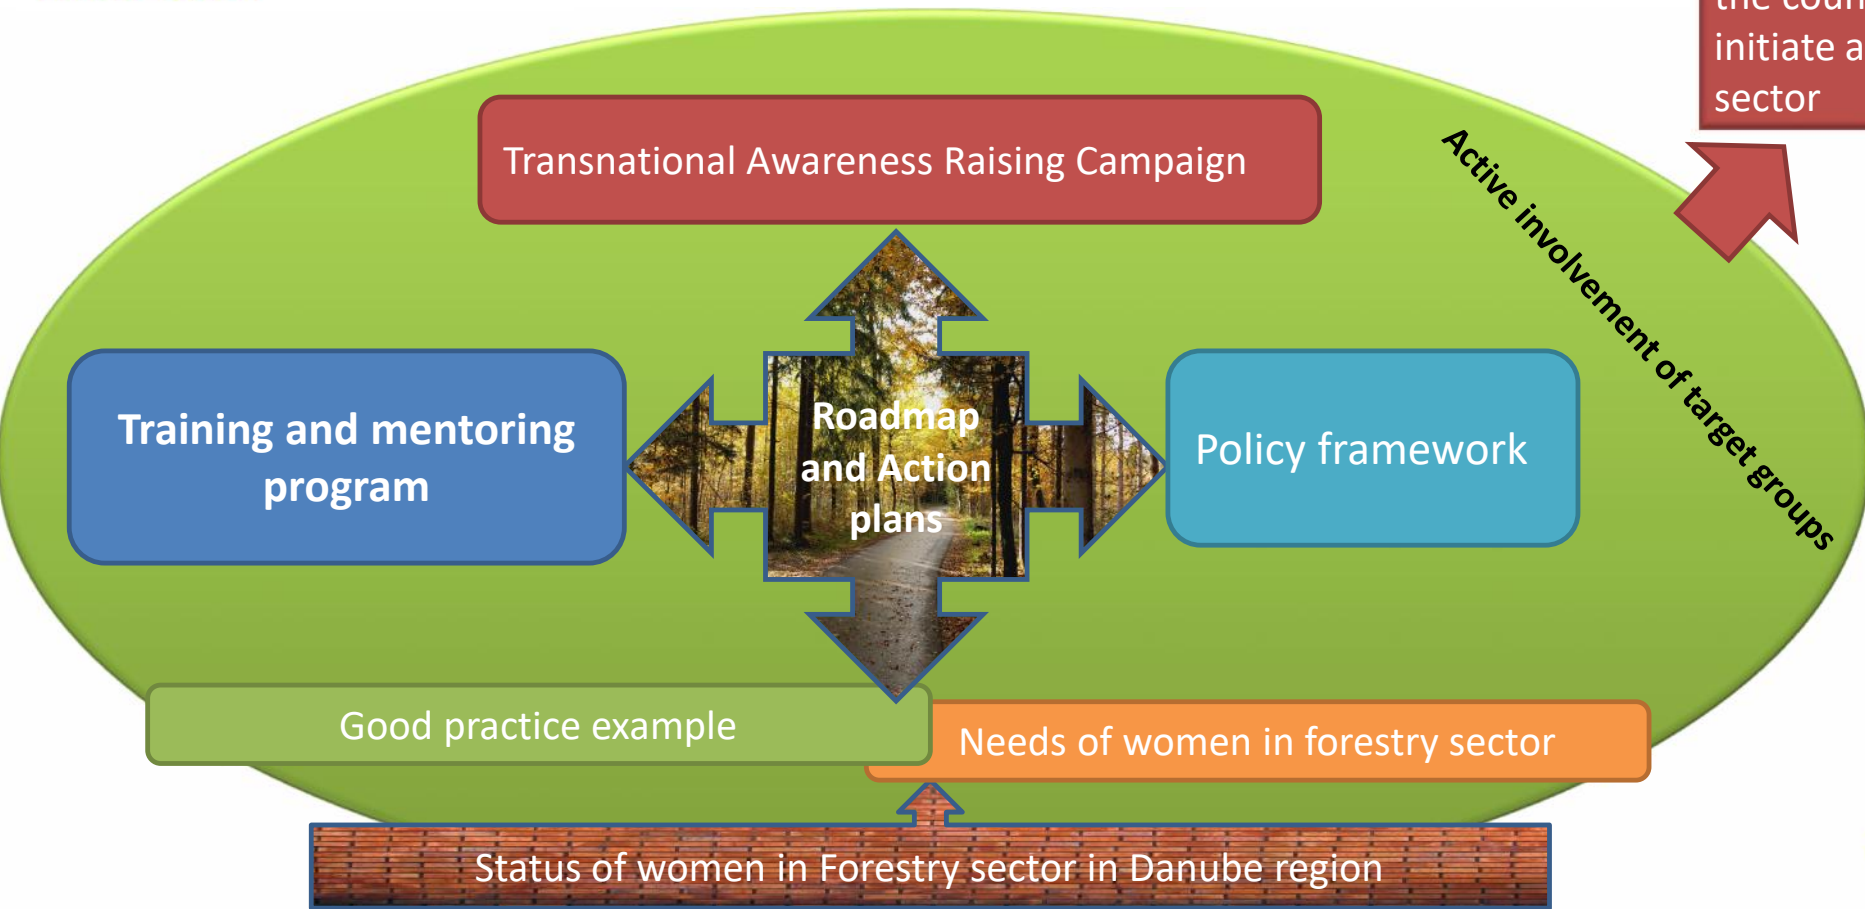 the coun
initiate a
sector
Transnational Awareness Raising Campaign
Active involvement of target groups
Training and mentoring
program
Roadmap
and Action
plans
Policy framework
Good practice example
Needs of women in forestry sector
Status of women in Forestry sector in Danube region